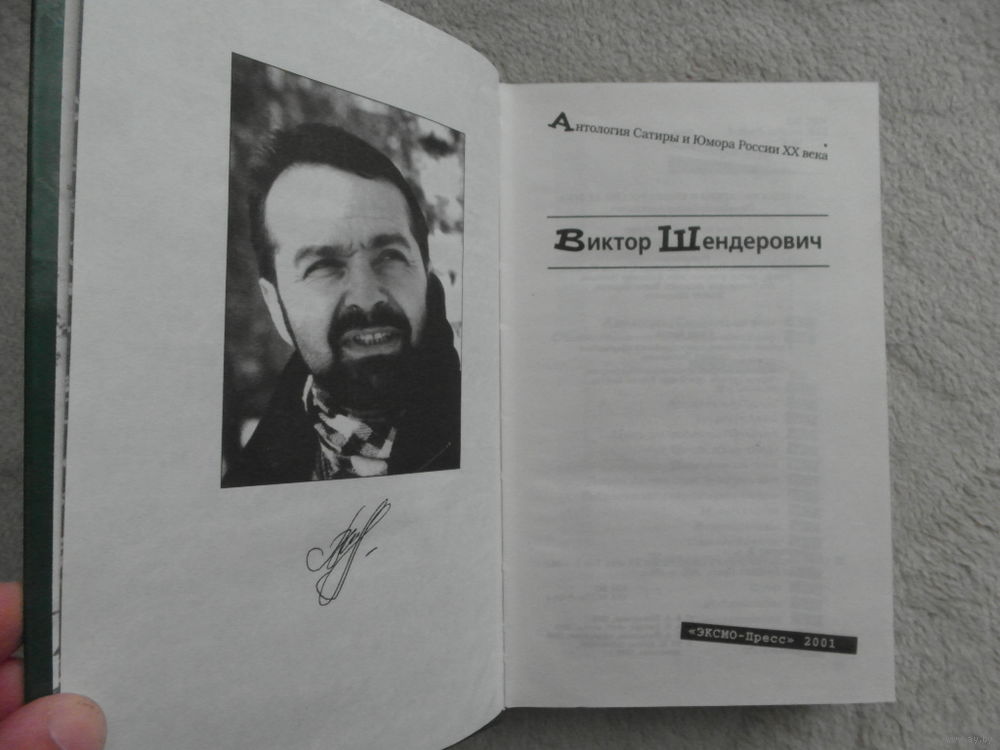 Антология Сатиры и Юмора России XX века
Виктор Шендерович
«ЭКСМО-Пресс» 2001